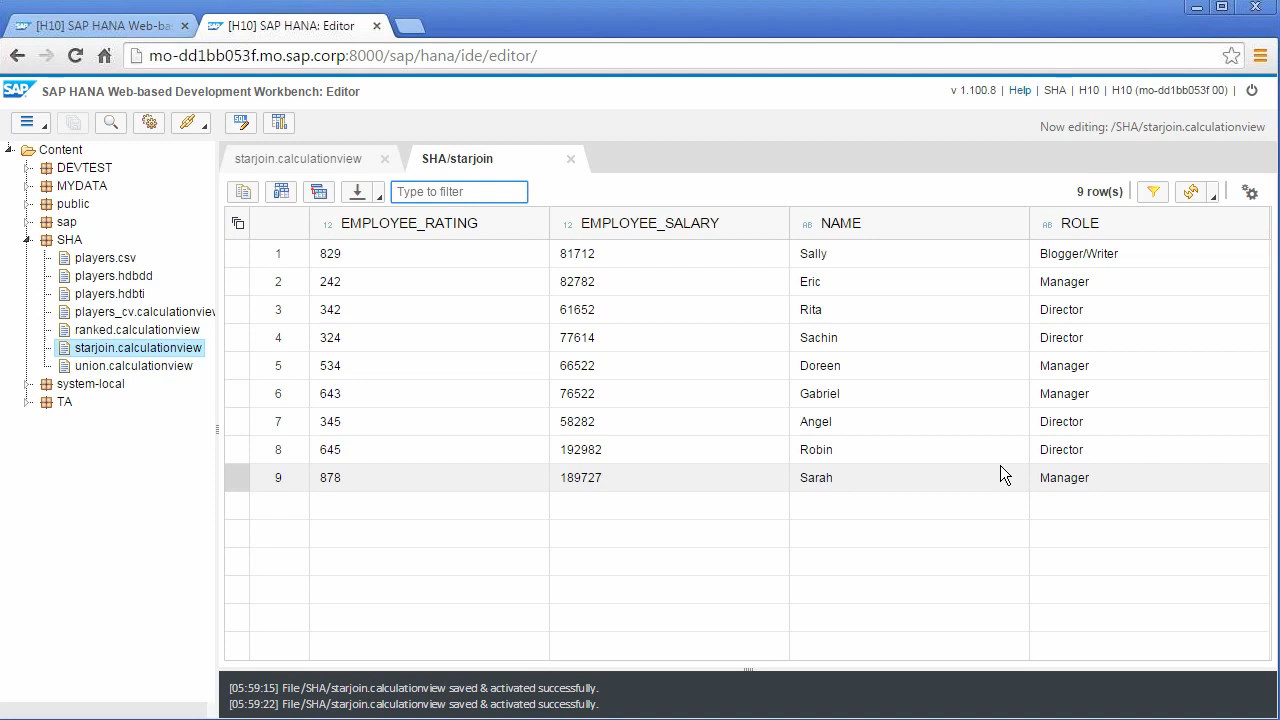 [H10] SAP HANA Web-ba
[H10] SAP HANA: Editor
mo-dd1bb053f.mo.sap.corp:8000/sap/hana/ide/editor/
SAP SAP HANA Web-based Development Workbench: Editor
v 1.100.8 | Help | SHA | H10 | H10 (mo-dd1bb053f 00) |
Now editing: /SHA/starjoin.calculationview
Content
DEVTEST
MYDATA
public
sap
SHA
players.csv
players.hdbdd
players.hdbti
players_cv.calculationview
ranked.calculationview
starjoin.calculationview
union.calculationview
system-local
TA
starjoin.calculationview
SHA/starjoin
Type to filter
9 row(s)
12 EMPLOYEE_RATING 12 EMPLOYEE_SALARY AB NAME AB ROLE
1 829 81712 Sally Blogger/Writer
2 242 82782 Eric Manager
3 342 61652 Rita Director
4 324 77614 Sachin Director
5 534 66522 Doreen Manager
6 643 76522 Gabriel Manager
7 345 58282 Angel Director
8 645 192982 Robin Director
9 878 189727 Sarah Manager
[05:59:15] File /SHA/starjoin.calculationview saved & activated successfully.
[05:59:22] File /SHA/starjoin.calculationview saved & activated successfully.